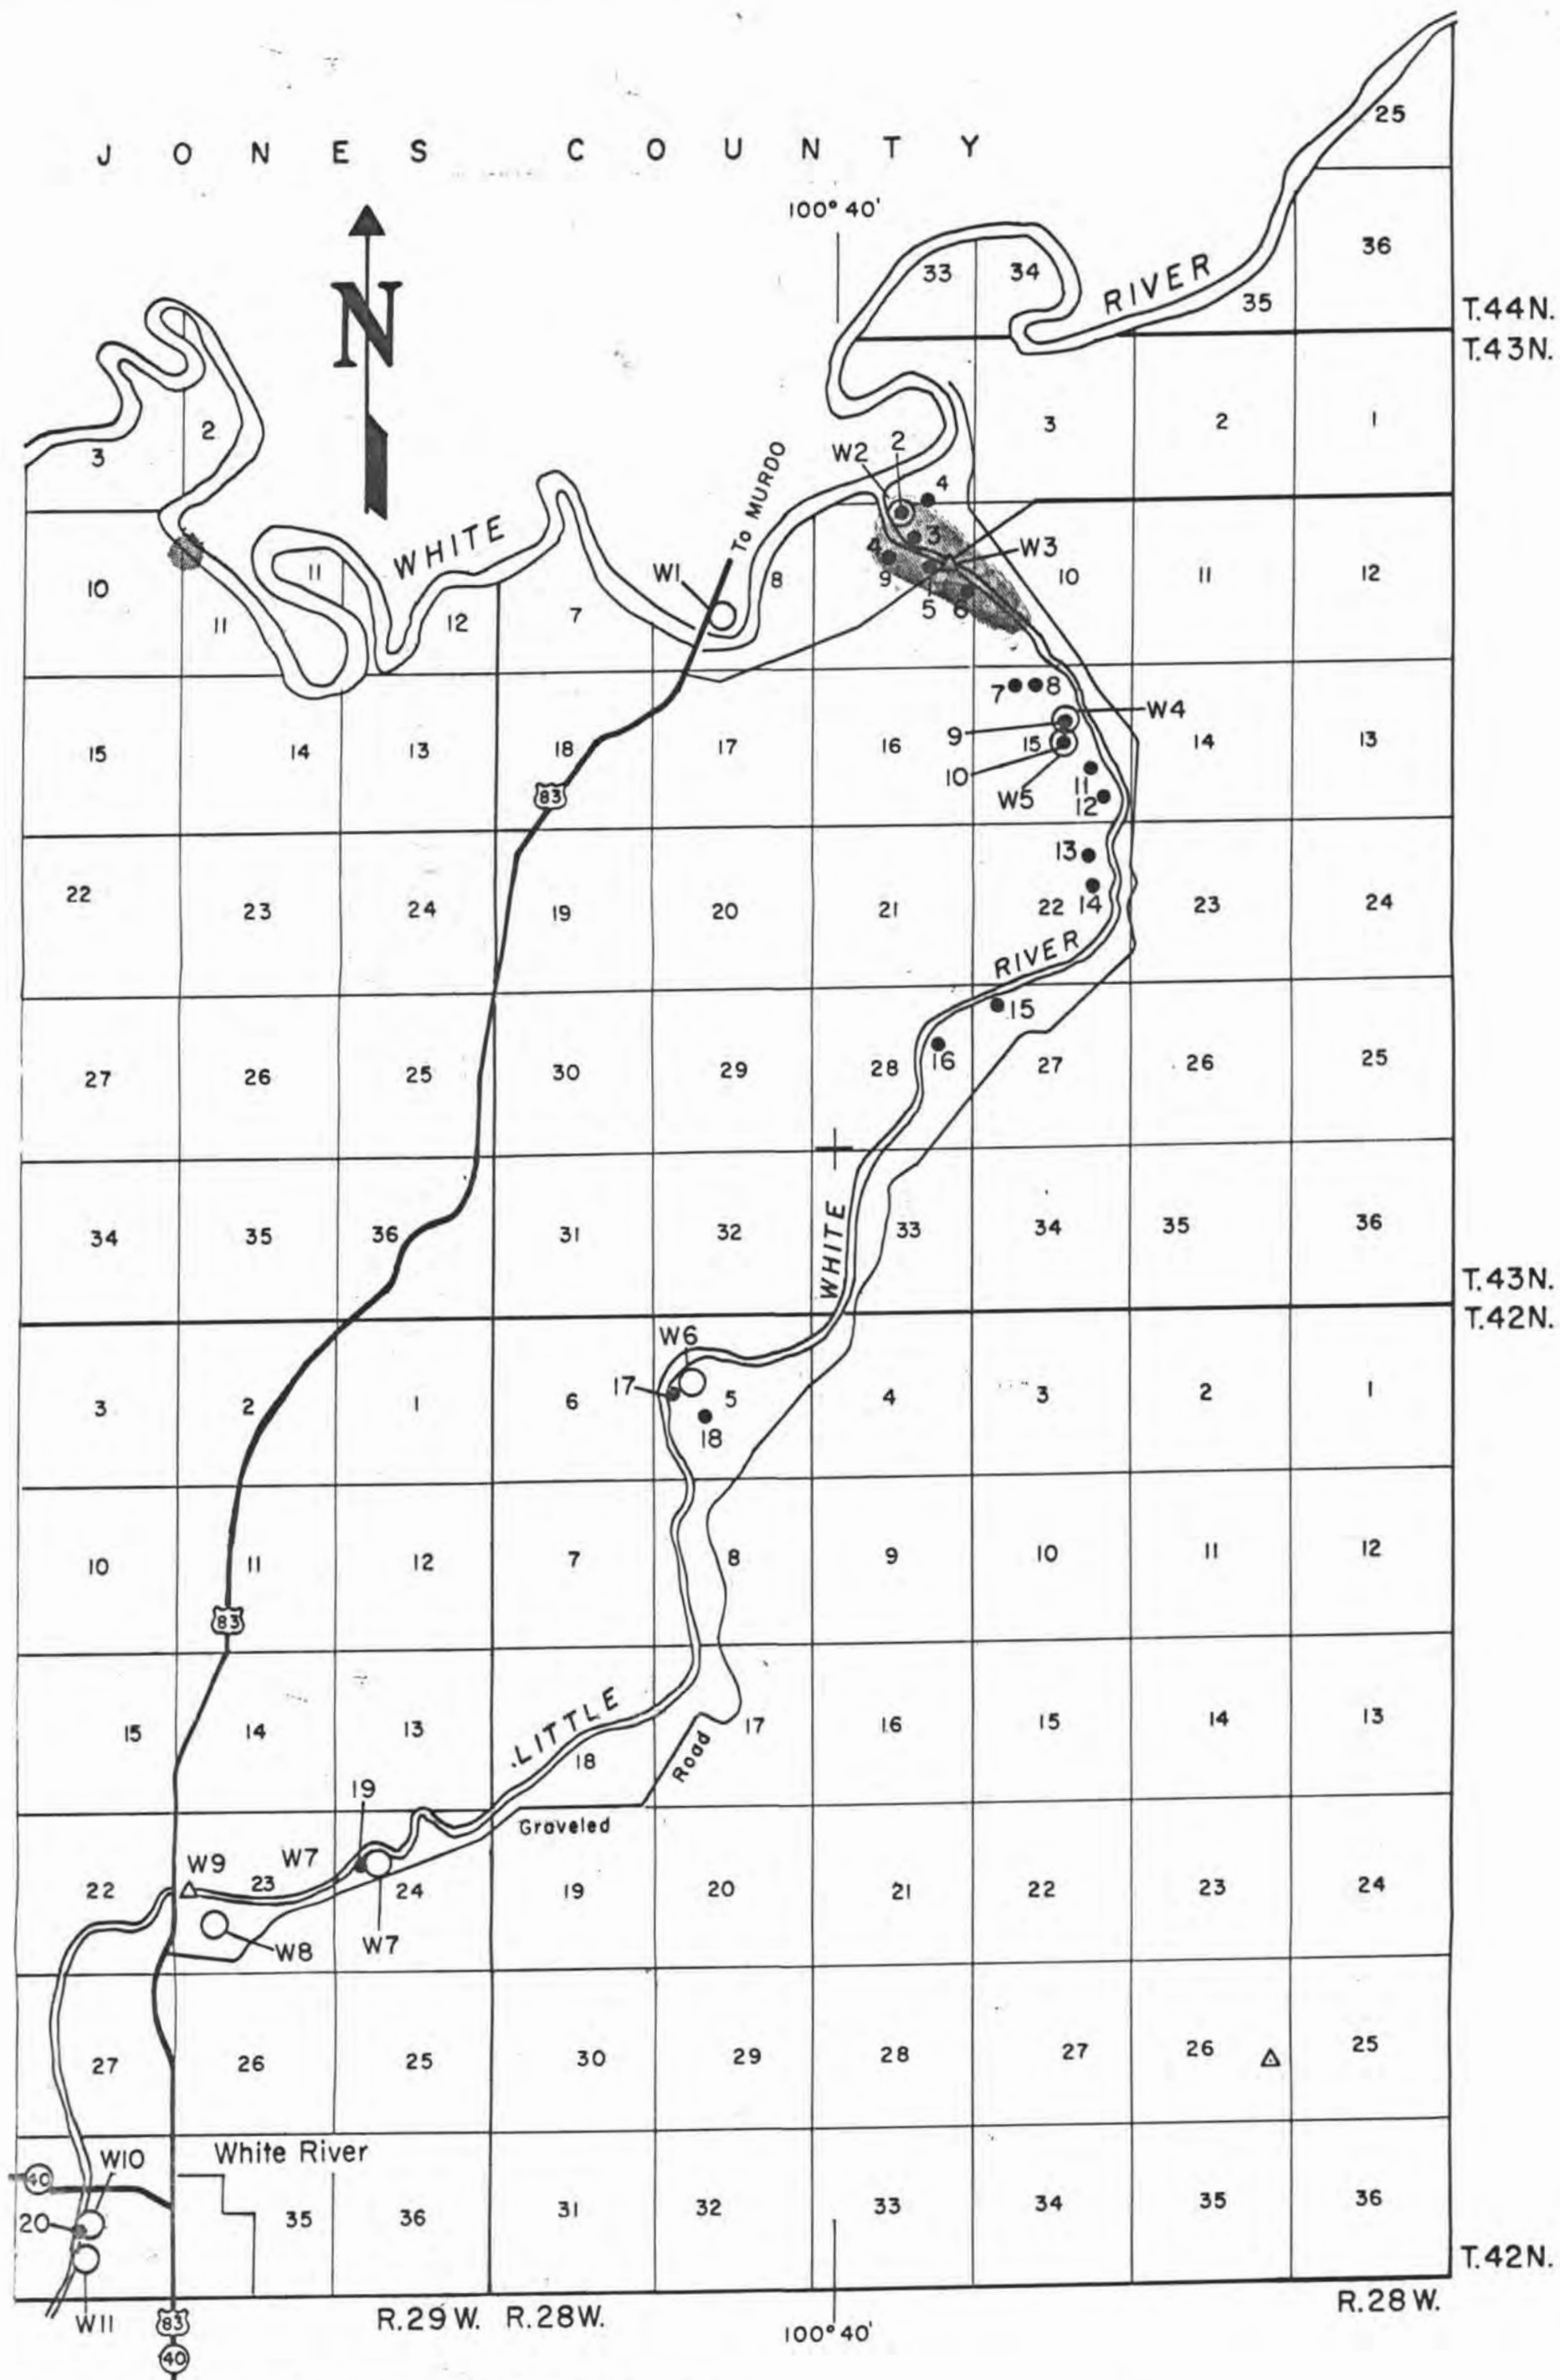 25
J O N E S C O U N T Y
100° 40'
36
33 34
RIVER
35
N
T.44N.
T.43N.
3 2 1
2
3
To MURDO
W2 2
4
WHITE
3
W3
4
10 11 11 12 7 W1 8 9 5 6 10 11 12
7 8
W4
9
15 14 13 18 17 16 15 14 13
10
W5
11
12
83
13
22 23 24 19 20 21 22 14 23 24
RIVER
15
16
27 26 25 30 29 28 27 26 25
WHITE
34 35 36 31 32 33 34 35 36
T.43N.
T.42N.
W6
17
3 2 1 6 5 4 3 2 1
18
10 11 12 7 8 9 10 11 12
83
LITTLE
15 14 13 18 17 16 15 14 13
Road
19
Graveled
W9 W7
22 23 24 19 20 21 22 23 24
W8 W7
27 26 25 30 29 28 27 26 25
White River
W10
40
35 36 31 32 33 34 35 36
20
T.42N.
W11
83
R.29W. R.28W.
R.28W.
100°40'
40